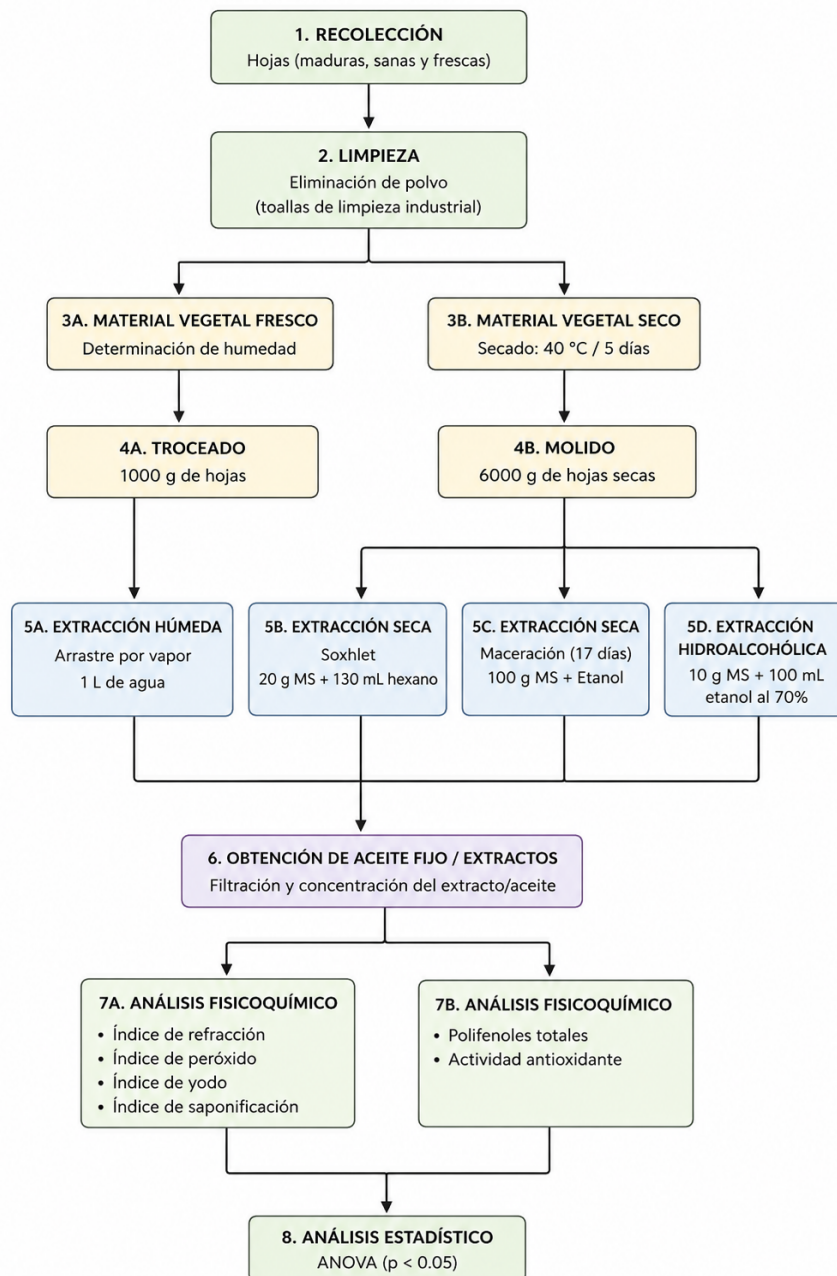 1. RECOLECCIÓN
Hojas (maduras, sanas y frescas)
2. LIMPIEZA
Eliminación de polvo
(toallas de limpieza industrial)
3A. MATERIAL VEGETAL FRESCO
Determinación de humedad
3B. MATERIAL VEGETAL SECO
Secado: 40 °C / 5 días
4A. TROCEADO
1000 g de hojas
4B. MOLIDO
6000 g de hojas secas
5A. EXTRACCIÓN HÚMEDA
Arrastre por vapor
1 L de agua
5B. EXTRACCIÓN SECA
Soxhlet
20 g MS + 130 mL hexano
5C. EXTRACCIÓN SECA
Maceración (17 días)
100 g MS + Etanol
5D. EXTRACCIÓN
HIDROALCOHÓLICA
10 g MS + 100 mL
etanol al 70%
6. OBTENCIÓN DE ACEITE FIJO / EXTRACTOS
Filtración y concentración del extracto/aceite
7A. ANÁLISIS FISICOQUÍMICO
• Índice de refracción
• Índice de peróxido
• Índice de yodo
• Índice de saponificación
7B. ANÁLISIS FISICOQUÍMICO
• Polifenoles totales
• Actividad antioxidante
8. ANÁLISIS ESTADÍSTICO
ANOVA (p < 0.05)